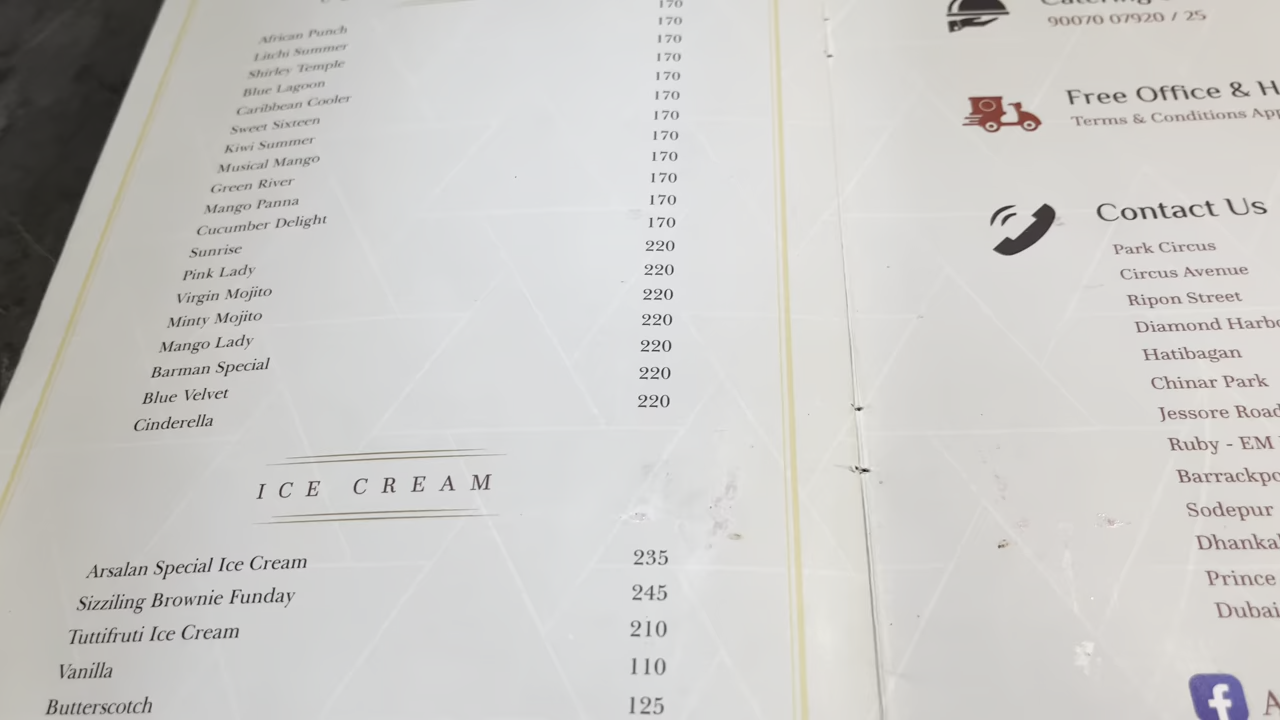 African Punch 170
Litchi Summer 170
Shirley Temple 170
Blue Lagoon 170
Caribbean Cooler 170
Sweet Sixteen 170
Kiwi Summer 170
Musical Mango 170
Green River 170
Mango Panna 170
Cucumber Delight 170
Sunrise 170
Pink Lady 220
Virgin Mojito 220
Minty Mojito 220
Mango Lady 220
Barman Special 220
Blue Velvet 220
Cinderella 220
ICE CREAM
Arsalan Special Ice Cream 235
Sizziling Brownie Funday 245
Tuttifruti Ice Cream 210
Vanilla 110
Butterscotch 125
90070 07920 / 25
Free Office & H
Terms & Conditions App
Contact Us
Park Circus
Circus Avenue
Ripon Street
Diamond Harbo
Hatibagan
Chinar Park
Jessore Road
Ruby - EM
Barrackpo
Sodepur
Dhankal
Prince
Dubai